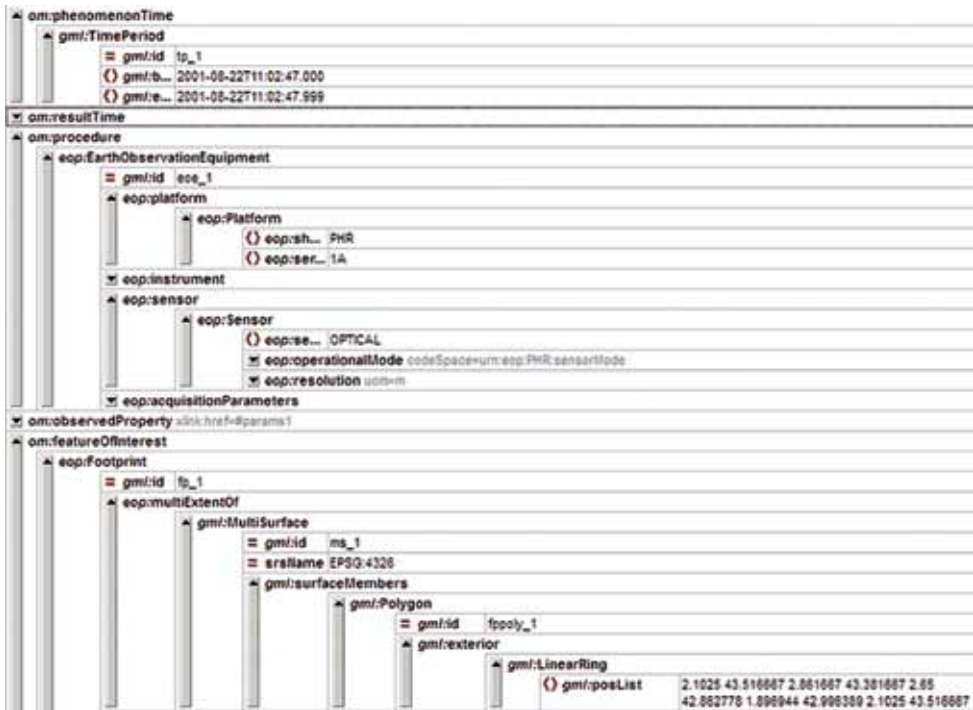 om:phenomenonTime
gml:TimePeriod
= gml:id tp_1
() gml:b... 2001-08-22T11:02:47.000
() gml:e... 2001-08-22T11:02:47.999
om:resultTime
om:procedure
eop:EarthObservationEquipment
= gml:id eoe_1
eop:platform
eop:Platform
() eop:sh... PHR
() eop:ser... 1A
eop:instrument
eop:sensor
eop:Sensor
() eop:se... OPTICAL
eop:operationalMode codeSpace=urn:eop:PHR:sensorMode
eop:resolution uom=m
eop:acquisitionParameters
om:observedProperty xlink:href=#params1
om:featureOfInterest
eop:Footprint
= gml:id fp_1
eop:multiExtentOf
gml:MultiSurface
= gml:id ms_1
= srsName EPSG:4326
gml:surfaceMembers
gml:Polygon
= gml:id fppoly_1
gml:exterior
gml:LinearRing
() gml:posList 2.1025 43.516667 2.861667 43.381667 2.65
42.862778 1.896944 42.996389 2.1025 43.516667